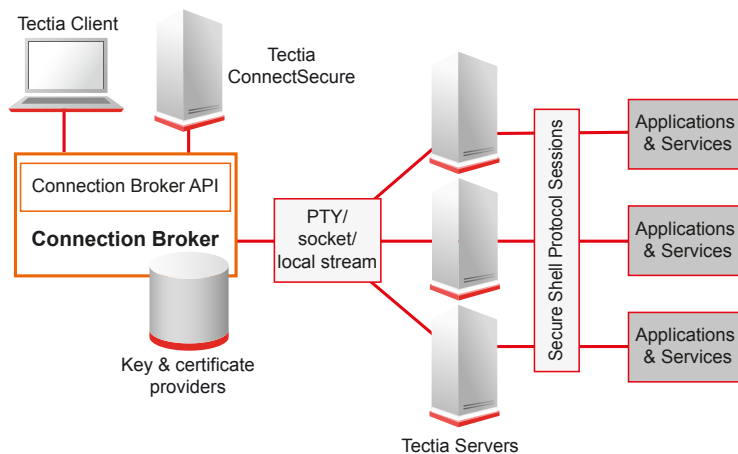 Tectia Client
Tectia
ConnectSecure
Connection Broker API
Connection Broker
Key & certificate
providers
PTY/
socket/
local stream
Tectia Servers
Secure Shell Protocol Sessions
Applications
& Services
Applications
& Services
Applications
& Services